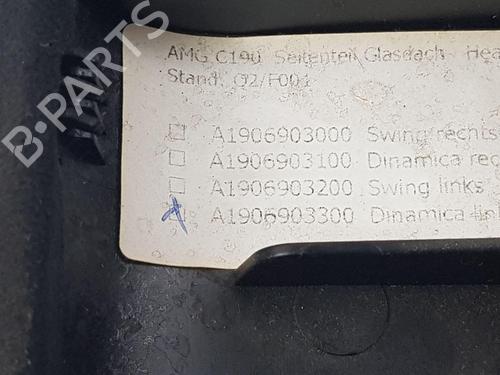 AMG C190 Seitenteil Glasdach Hea
Stand: 02/F001
A1906903000 Swing rechts
A1906903100 Dinamica rec
A1906903200 Swing links
A1906903300 Dinamica lin
B-PARTS